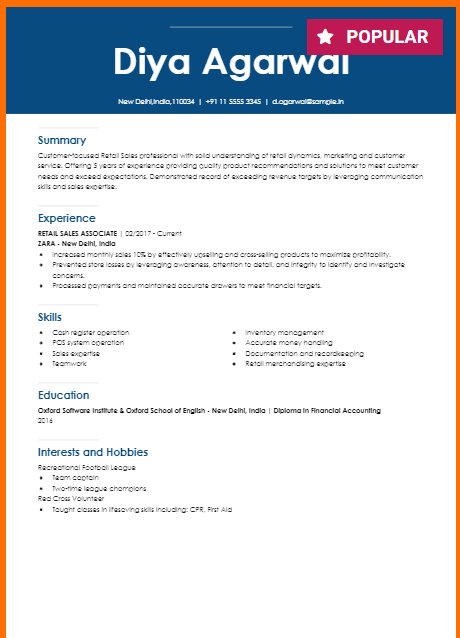 POPULAR
Diya Agarwal
New Delhi,India,110034 | +91 11 5555 3345 | d.agarwal@sample.in
Summary
Customer-focused Retail Sales professional with solid understanding of retail dynamics, marketing and customer
service. Offering 5 years of experience providing quality product recommendations and solutions to meet customer
needs and exceed expectations. Demonstrated record of exceeding revenue targets by leveraging communication
skills and sales expertise.
Experience
RETAIL SALES ASSOCIATE | 02/2017 - Current
ZARA - New Delhi, India
• Increased monthly sales 10% by effectively upselling and cross-selling products to maximize profitability.
• Prevented store losses by leveraging awareness, attention to detail, and integrity to identify and investigate
concerns.
• Processed payments and maintained accurate drawers to meet financial targets.
Skills
• Cash register operation
• POS system operation
• Sales expertise
• Teamwork
• Inventory management
• Accurate money handling
• Documentation and recordkeeping
• Retail merchandising expertise
Education
Oxford Software Institute & Oxford School of English - New Delhi, India | Diploma in Financial Accounting
2016
Interests and Hobbies
Recreational Football League
• Team captain
• Two-time league champions
Red Cross Volunteer
• Taught classes in lifesaving skills including: CPR, First Aid